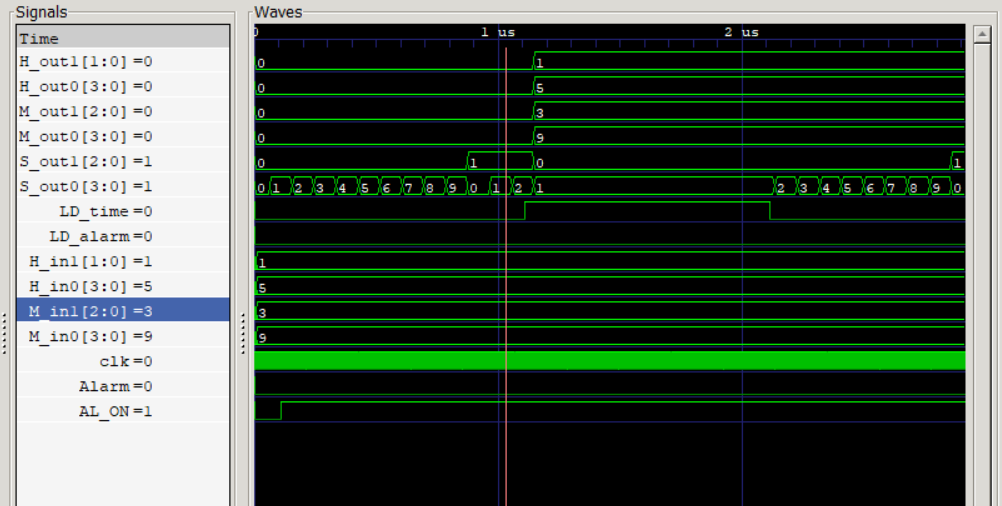 Signals
Waves
Time
0 1 us 2 us
H_out1[1:0]=0
0 1
H_out0[3:0]=0
0 5
M_out1[2:0]=0
0 3
M_out0[3:0]=0
0 9
S_out1[2:0]=1
0 1 0 1
S_out0[3:0]=1
0 1 2 3 4 5 6 7 8 9 0 1 2 1 2 3 4 5 6 7 8 9 0
LD_time=0
LD_alarm=0
H_in1[1:0]=1
1
H_in0[3:0]=5
5
M_in1[2:0]=3
3
M_in0[3:0]=9
9
clk=0
Alarm=0
AL_ON=1